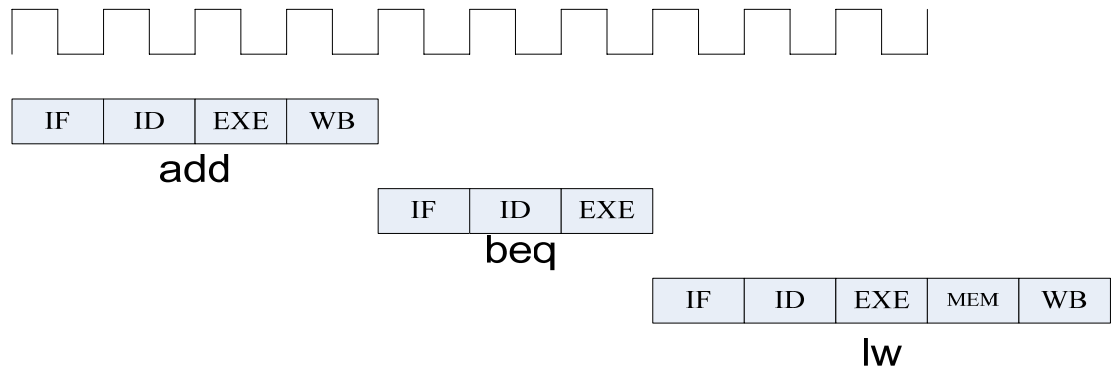 IF ID EXE WB
add
IF ID EXE
beq
IF ID EXE MEM WB
lw